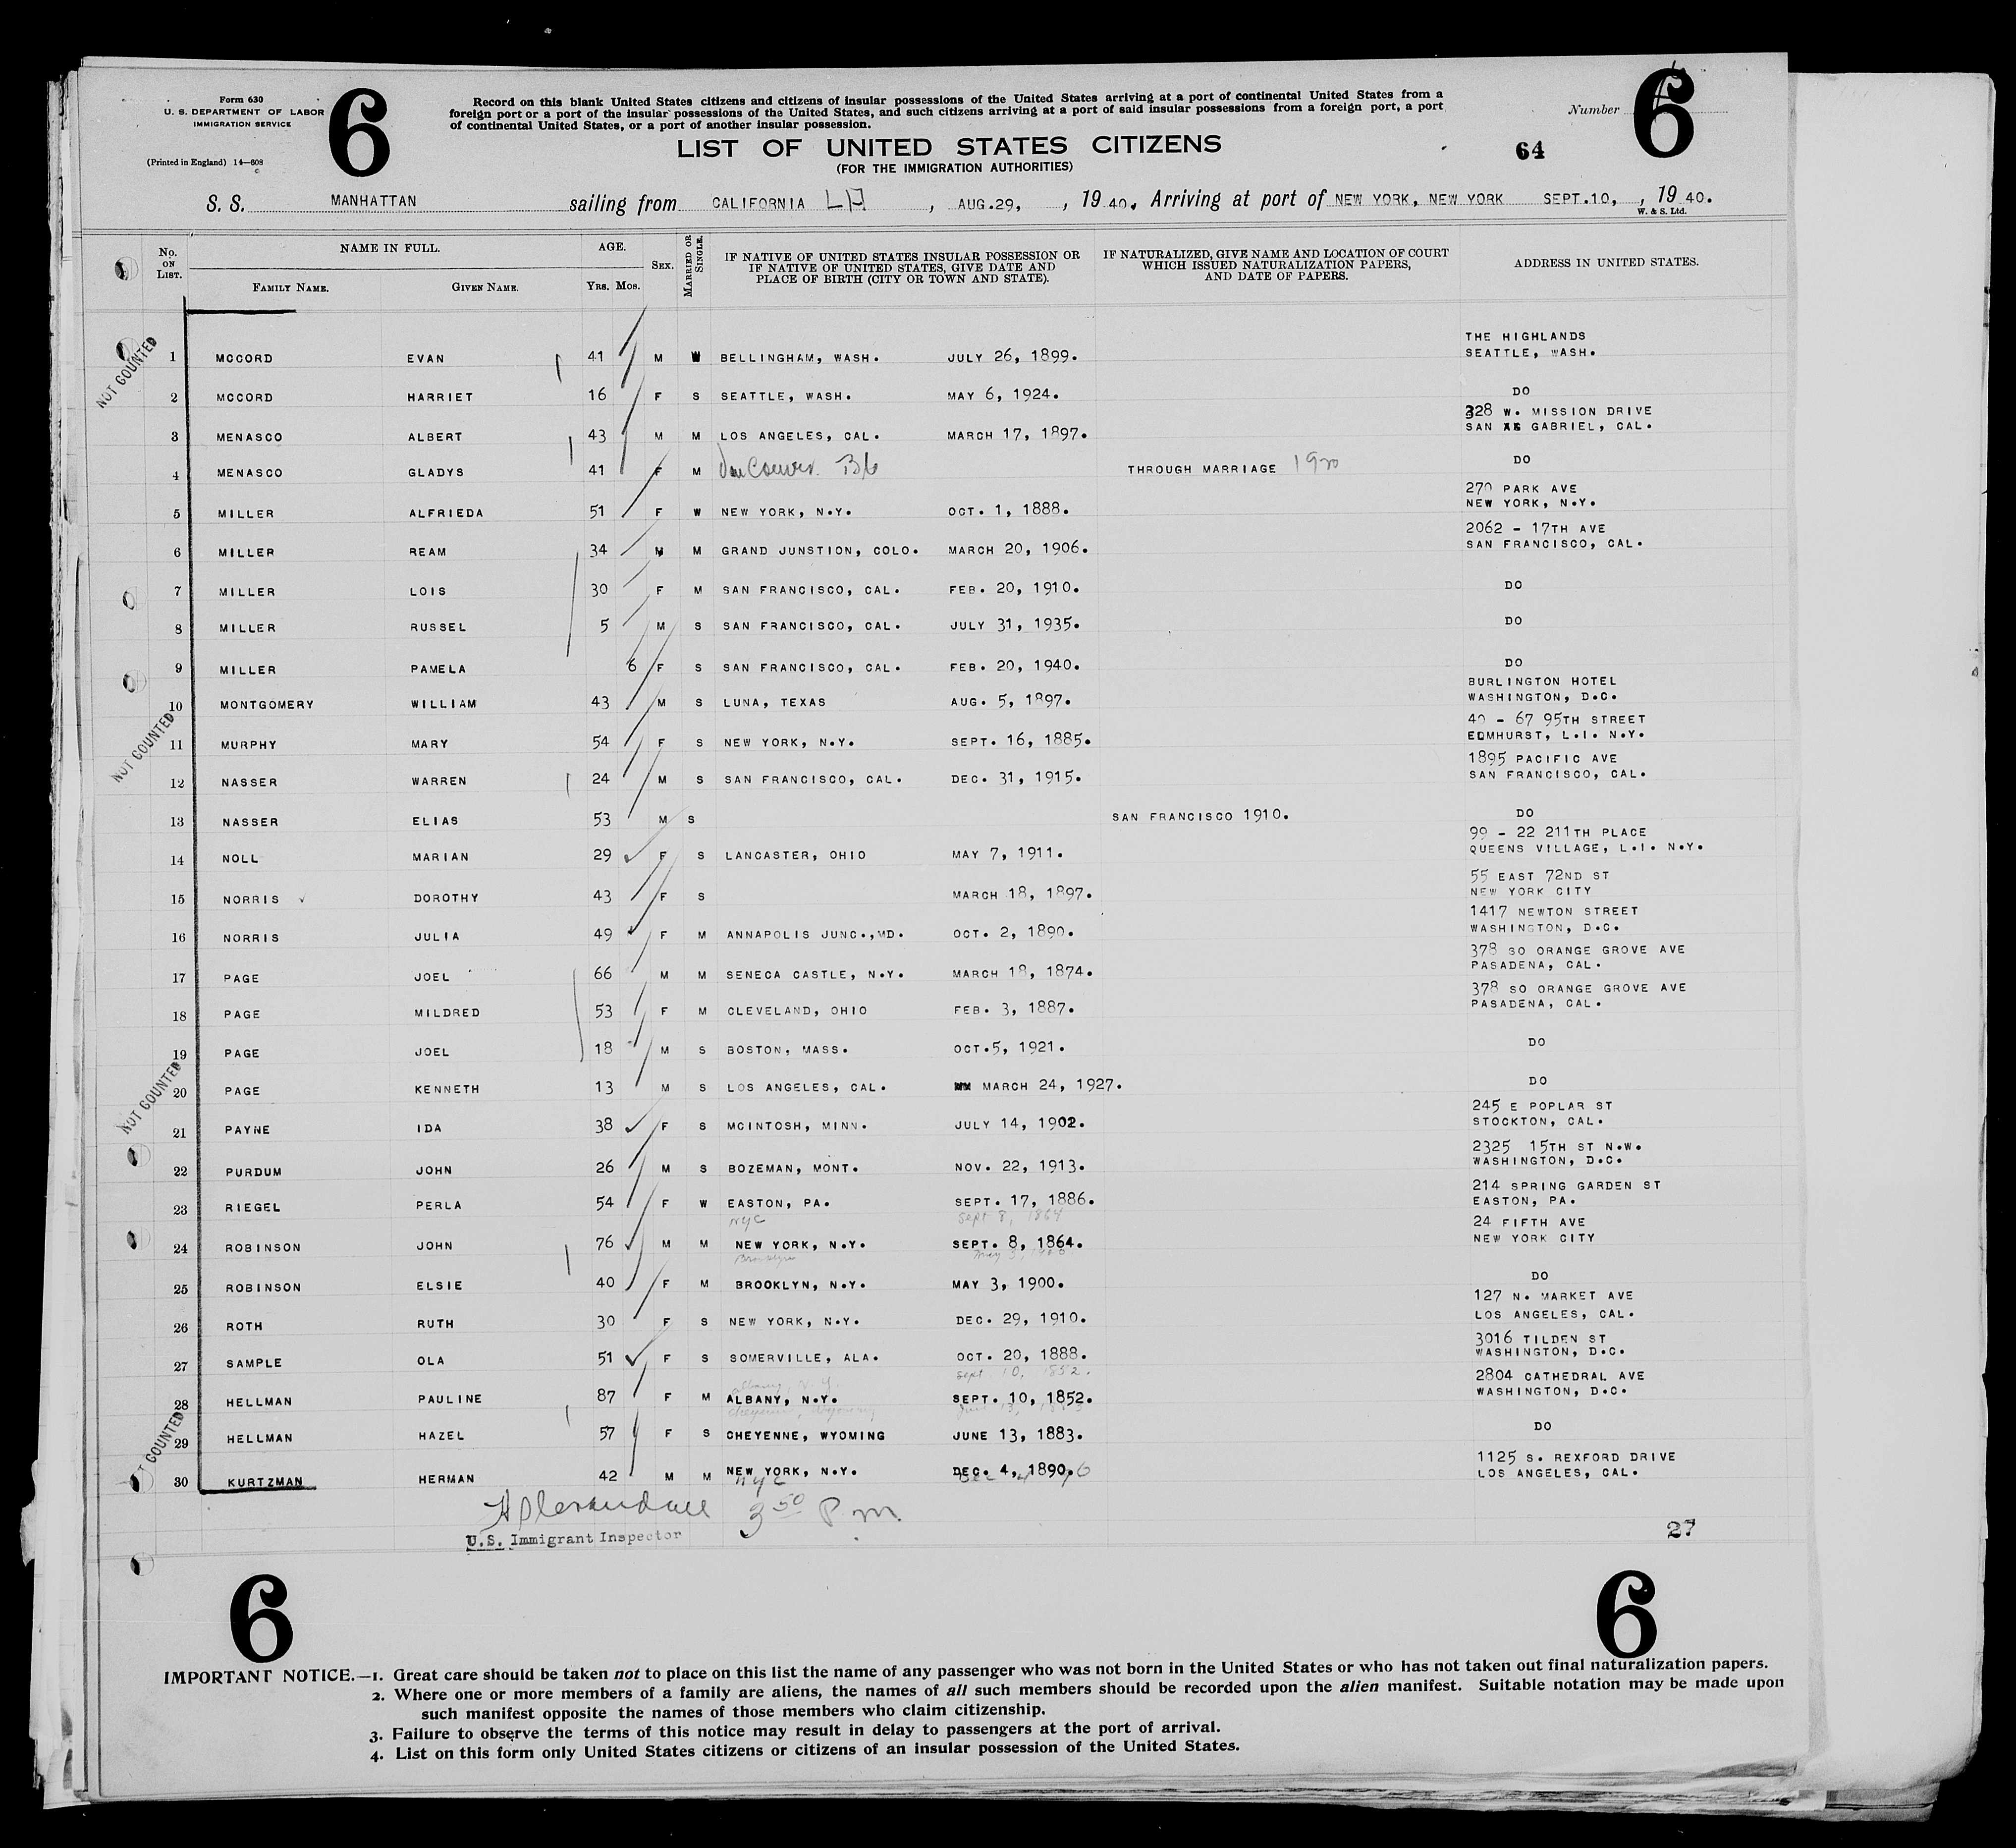 Form 630
U. S. DEPARTMENT OF LABOR
IMMIGRATION SERVICE
(Printed in England) 14—608
6
Record on this blank United States citizens and citizens of insular possessions of the United States arriving at a port of continental United States from a
foreign port or a port of the insular possessions of the United States, and such citizens arriving at a port of said insular possessions from a foreign port, a port
of continental United States, or a port of another insular possession.
Number 6
LIST OF UNITED STATES CITIZENS
(FOR THE IMMIGRATION AUTHORITIES)
64
S. S. MANHATTAN sailing from CALIFORNIA LA, AUG.29, , 19 40. Arriving at port of NEW YORK, NEW YORK SEPT.10, , 19 40.
W. & S. Ltd.
No. ON LIST. NAME IN FULL. FAMILY NAME. GIVEN NAME. AGE. YRS. MOS. SEX. MARRIED OR SINGLE. IF NATIVE OF UNITED STATES INSULAR POSSESSION OR IF NATIVE OF UNITED STATES, GIVE DATE AND PLACE OF BIRTH (CITY OR TOWN AND STATE). IF NATURALIZED, GIVE NAME AND LOCATION OF COURT WHICH ISSUED NATURALIZATION PAPERS, AND DATE OF PAPERS. ADDRESS IN UNITED STATES.
NOT COUNTED
1 MCCORD EVAN 41 M W BELLINGHAM, WASH. JULY 26, 1899. THE HIGHLANDS SEATTLE, WASH.
2 MCCORD HARRIET 16 F S SEATTLE, WASH. MAY 6, 1924. DO
3 MENASCO ALBERT 43 M M LOS ANGELES, CAL. MARCH 17, 1897. 328 W. MISSION DRIVE SAN GABRIEL, CAL.
4 MENASCO GLADYS 41 F M Vancouver. BC THROUGH MARRIAGE 1920 DO
5 MILLER ALFRIEDA 51 F W NEW YORK, N.Y. OCT. 1, 1888. 270 PARK AVE NEW YORK, N.Y.
6 MILLER REAM 34 M M GRAND JUNSTION, COLO. MARCH 20, 1906. 2062 - 17TH AVE SAN FRANCISCO, CAL.
7 MILLER LOIS 30 F M SAN FRANCISCO, CAL. FEB. 20, 1910. DO
8 MILLER RUSSEL 5 M S SAN FRANCISCO, CAL. JULY 31, 1935. DO
9 MILLER PAMELA 6 F S SAN FRANCISCO, CAL. FEB. 20, 1940. DO
10 MONTGOMERY WILLIAM 43 M S LUNA, TEXAS AUG. 5, 1897. BURLINGTON HOTEL WASHINGTON, D.C.
NOT COUNTED
11 MURPHY MARY 54 F S NEW YORK, N.Y. SEPT. 16, 1885. 40 - 67 95TH STREET EDMHURST, L.I. N.Y.
12 NASSER WARREN 24 M S SAN FRANCISCO, CAL. DEC. 31, 1915. 1895 PACIFIC AVE SAN FRANCISCO, CAL.
13 NASSER ELIAS 53 M S SAN FRANCISCO 1910. DO
14 NOLL MARIAN 29 F S LANCASTER, OHIO MAY 7, 1911. 99 - 22 211TH PLACE QUEENS VILLAGE, L.I. N.Y.
15 NORRIS DOROTHY 43 F S MARCH 18, 1897. 55 EAST 72ND ST NEW YORK CITY
16 NORRIS JULIA 49 F M ANNAPOLIS JUNC.,MD. OCT. 2, 1890. 1417 NEWTON STREET WASHINGTON, D.C.
17 PAGE JOEL 66 M M SENECA CASTLE, N.Y. MARCH 18, 1874. 378 SO ORANGE GROVE AVE PASADENA, CAL.
18 PAGE MILDRED 53 F M CLEVELAND, OHIO FEB. 3, 1887. 378 SO ORANGE GROVE AVE PASADENA, CAL.
19 PAGE JOEL 18 M S BOSTON, MASS. OCT.5, 1921. DO
NOT COUNTED
20 PAGE KENNETH 13 M S LOS ANGELES, CAL. MARCH 24, 1927. DO
21 PAYNE IDA 38 F S MCINTOSH, MINN. JULY 14, 1902. 245 E POPLAR ST STOCKTON, CAL.
22 PURDUM JOHN 26 M S BOZEMAN, MONT. NOV. 22, 1913. 2325 15TH ST N.W. WASHINGTON, D.C.
23 RIEGEL PERLA 54 F W EASTON, PA. SEPT. 17, 1886. 214 SPRING GARDEN ST EASTON, PA.
NYC Sept 8, 1864
24 ROBINSON JOHN 76 M M NEW YORK, N.Y. SEPT. 8, 1864. 24 FIFTH AVE NEW YORK CITY
Brooklyn May 3, 1900
25 ROBINSON ELSIE 40 F M BROOKLYN, N.Y. MAY 3, 1900. DO
26 ROTH RUTH 30 F S NEW YORK, N.Y. DEC. 29, 1910. 127 N. MARKET AVE LOS ANGELES, CAL.
27 SAMPLE OLA 51 F S SOMERVILLE, ALA. OCT. 20, 1888. 3016 TILDEN ST WASHINGTON, D.C.
Albany, N.Y. Sept 10, 1852.
28 HELLMAN PAULINE 87 F M ALBANY, N.Y. SEPT. 10, 1852. 2804 CATHEDRAL AVE WASHINGTON, D.C.
Cheyenne, Wyoming June 13, 1883
29 HELLMAN HAZEL 57 F S CHEYENNE, WYOMING JUNE 13, 1883. DO
NOT COUNTED
30 KURTZMAN HERMAN 42 M M NEW YORK, N.Y. DEC. 4, 1890. 1125 S. REXFORD DRIVE LOS ANGELES, CAL.
NYC
3 50 P.m.
U.S. Immigrant Inspector
27
6 6
IMPORTANT NOTICE.—1. Great care should be taken not to place on this list the name of any passenger who was not born in the United States or who has not taken out final naturalization papers.
2. Where one or more members of a family are aliens, the names of all such members should be recorded upon the alien manifest. Suitable notation may be made upon
such manifest opposite the names of those members who claim citizenship.
3. Failure to observe the terms of this notice may result in delay to passengers at the port of arrival.
4. List on this form only United States citizens or citizens of an insular possession of the United States.